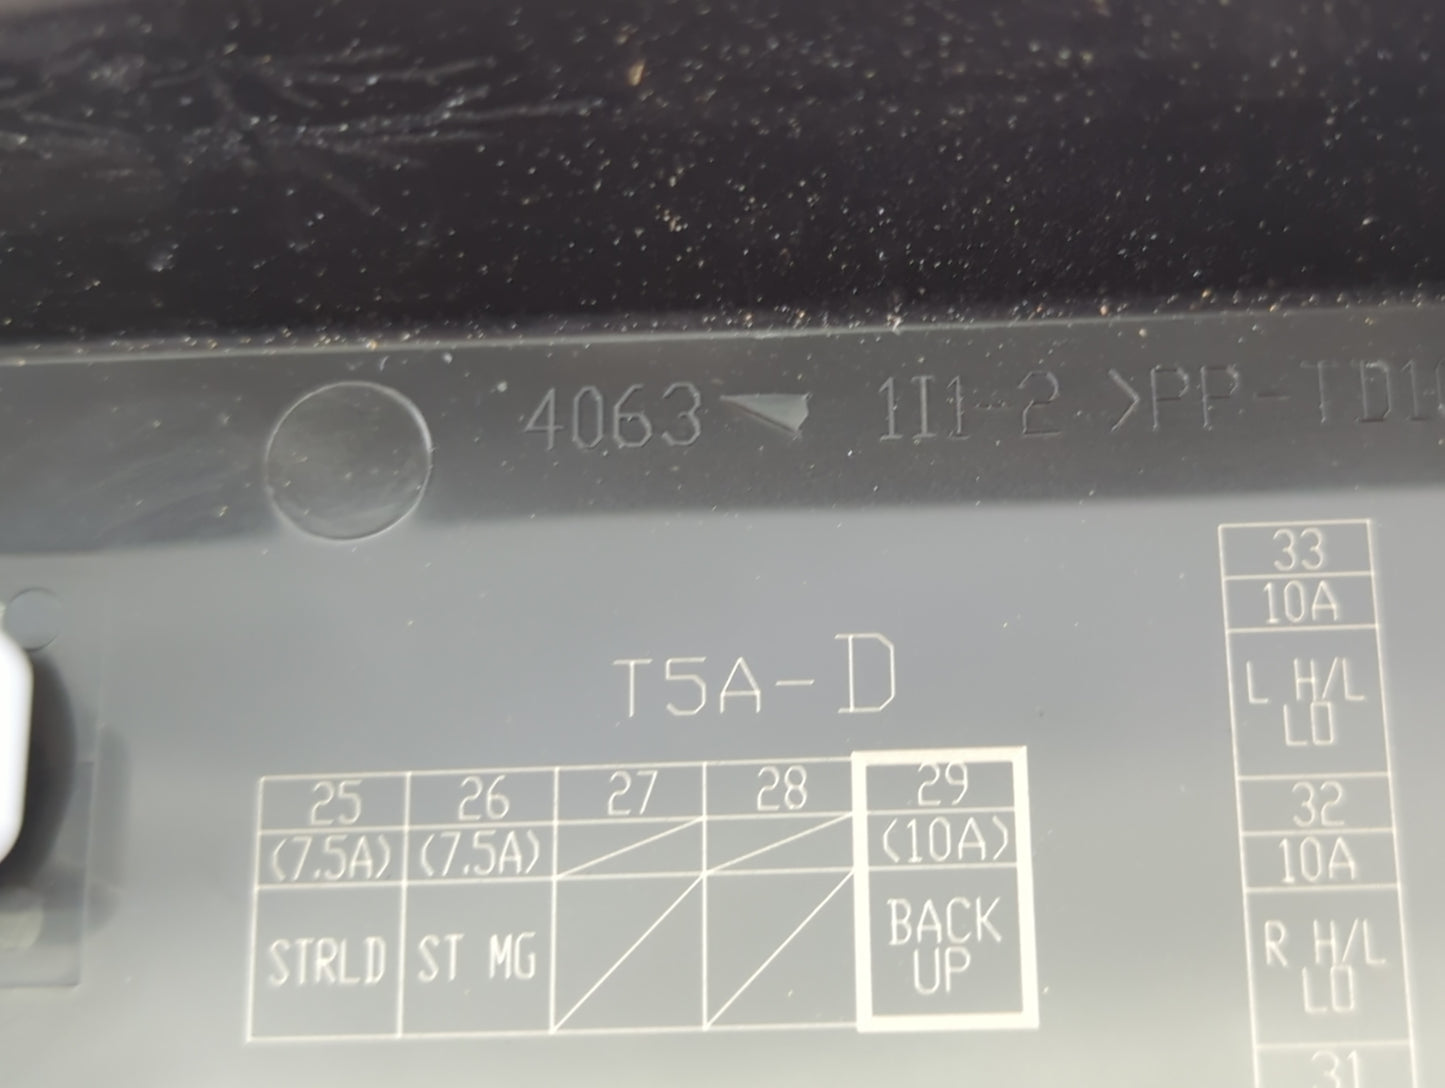 4063 1I1-2 >PP-TD10
T5A-D
25 26 27 28 29
(7.5A) (7.5A) (10A)
STRLD ST MG BACK
UP
33
10A
L H/L
LO
32
10A
R H/L
LO
31